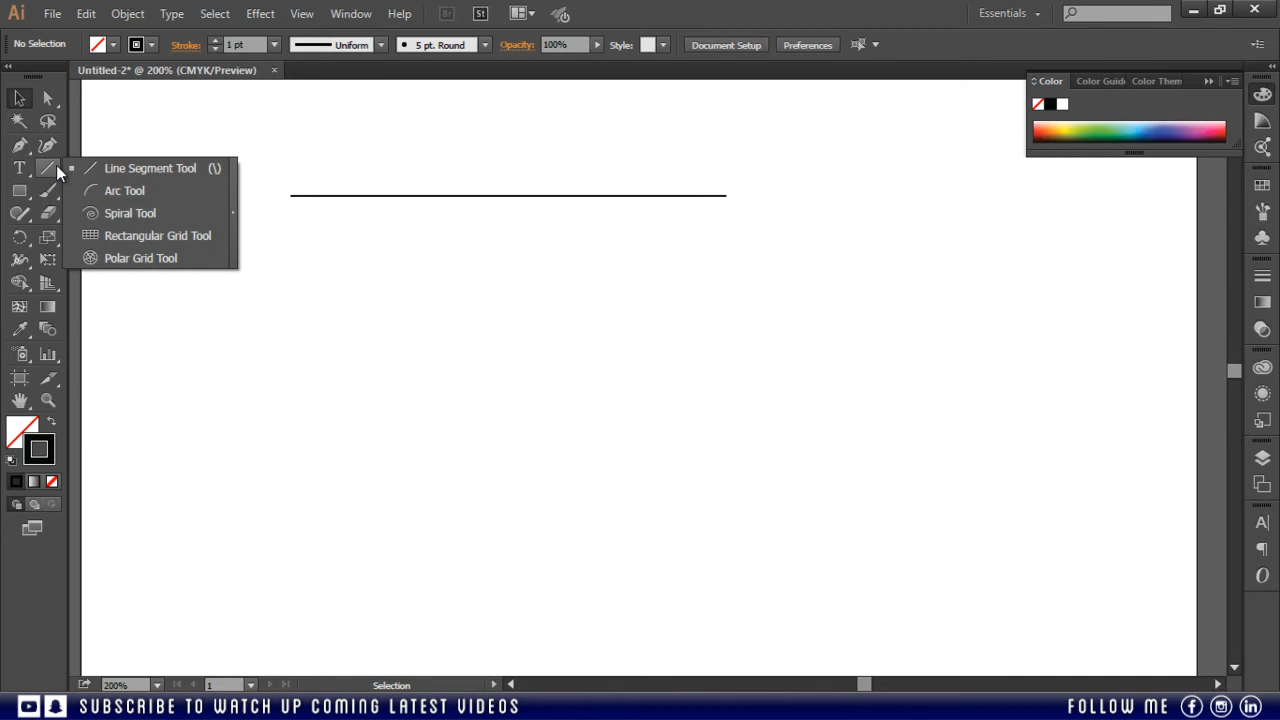 Ai File Edit Object Type Select Effect View Window Help Br St Essentials
No Selection Stroke: 1 pt Uniform 5 pt. Round Opacity: 100% Style: Document Setup Preferences
Untitled-2* @ 200% (CMYK/Preview) ×
Color Color Guide Color Them
T Line Segment Tool (\)
Arc Tool
Spiral Tool
Rectangular Grid Tool
Polar Grid Tool
200% 1 Selection
SUBSCRIBE TO WATCH UP COMING LATEST VIDEOS FOLLOW ME